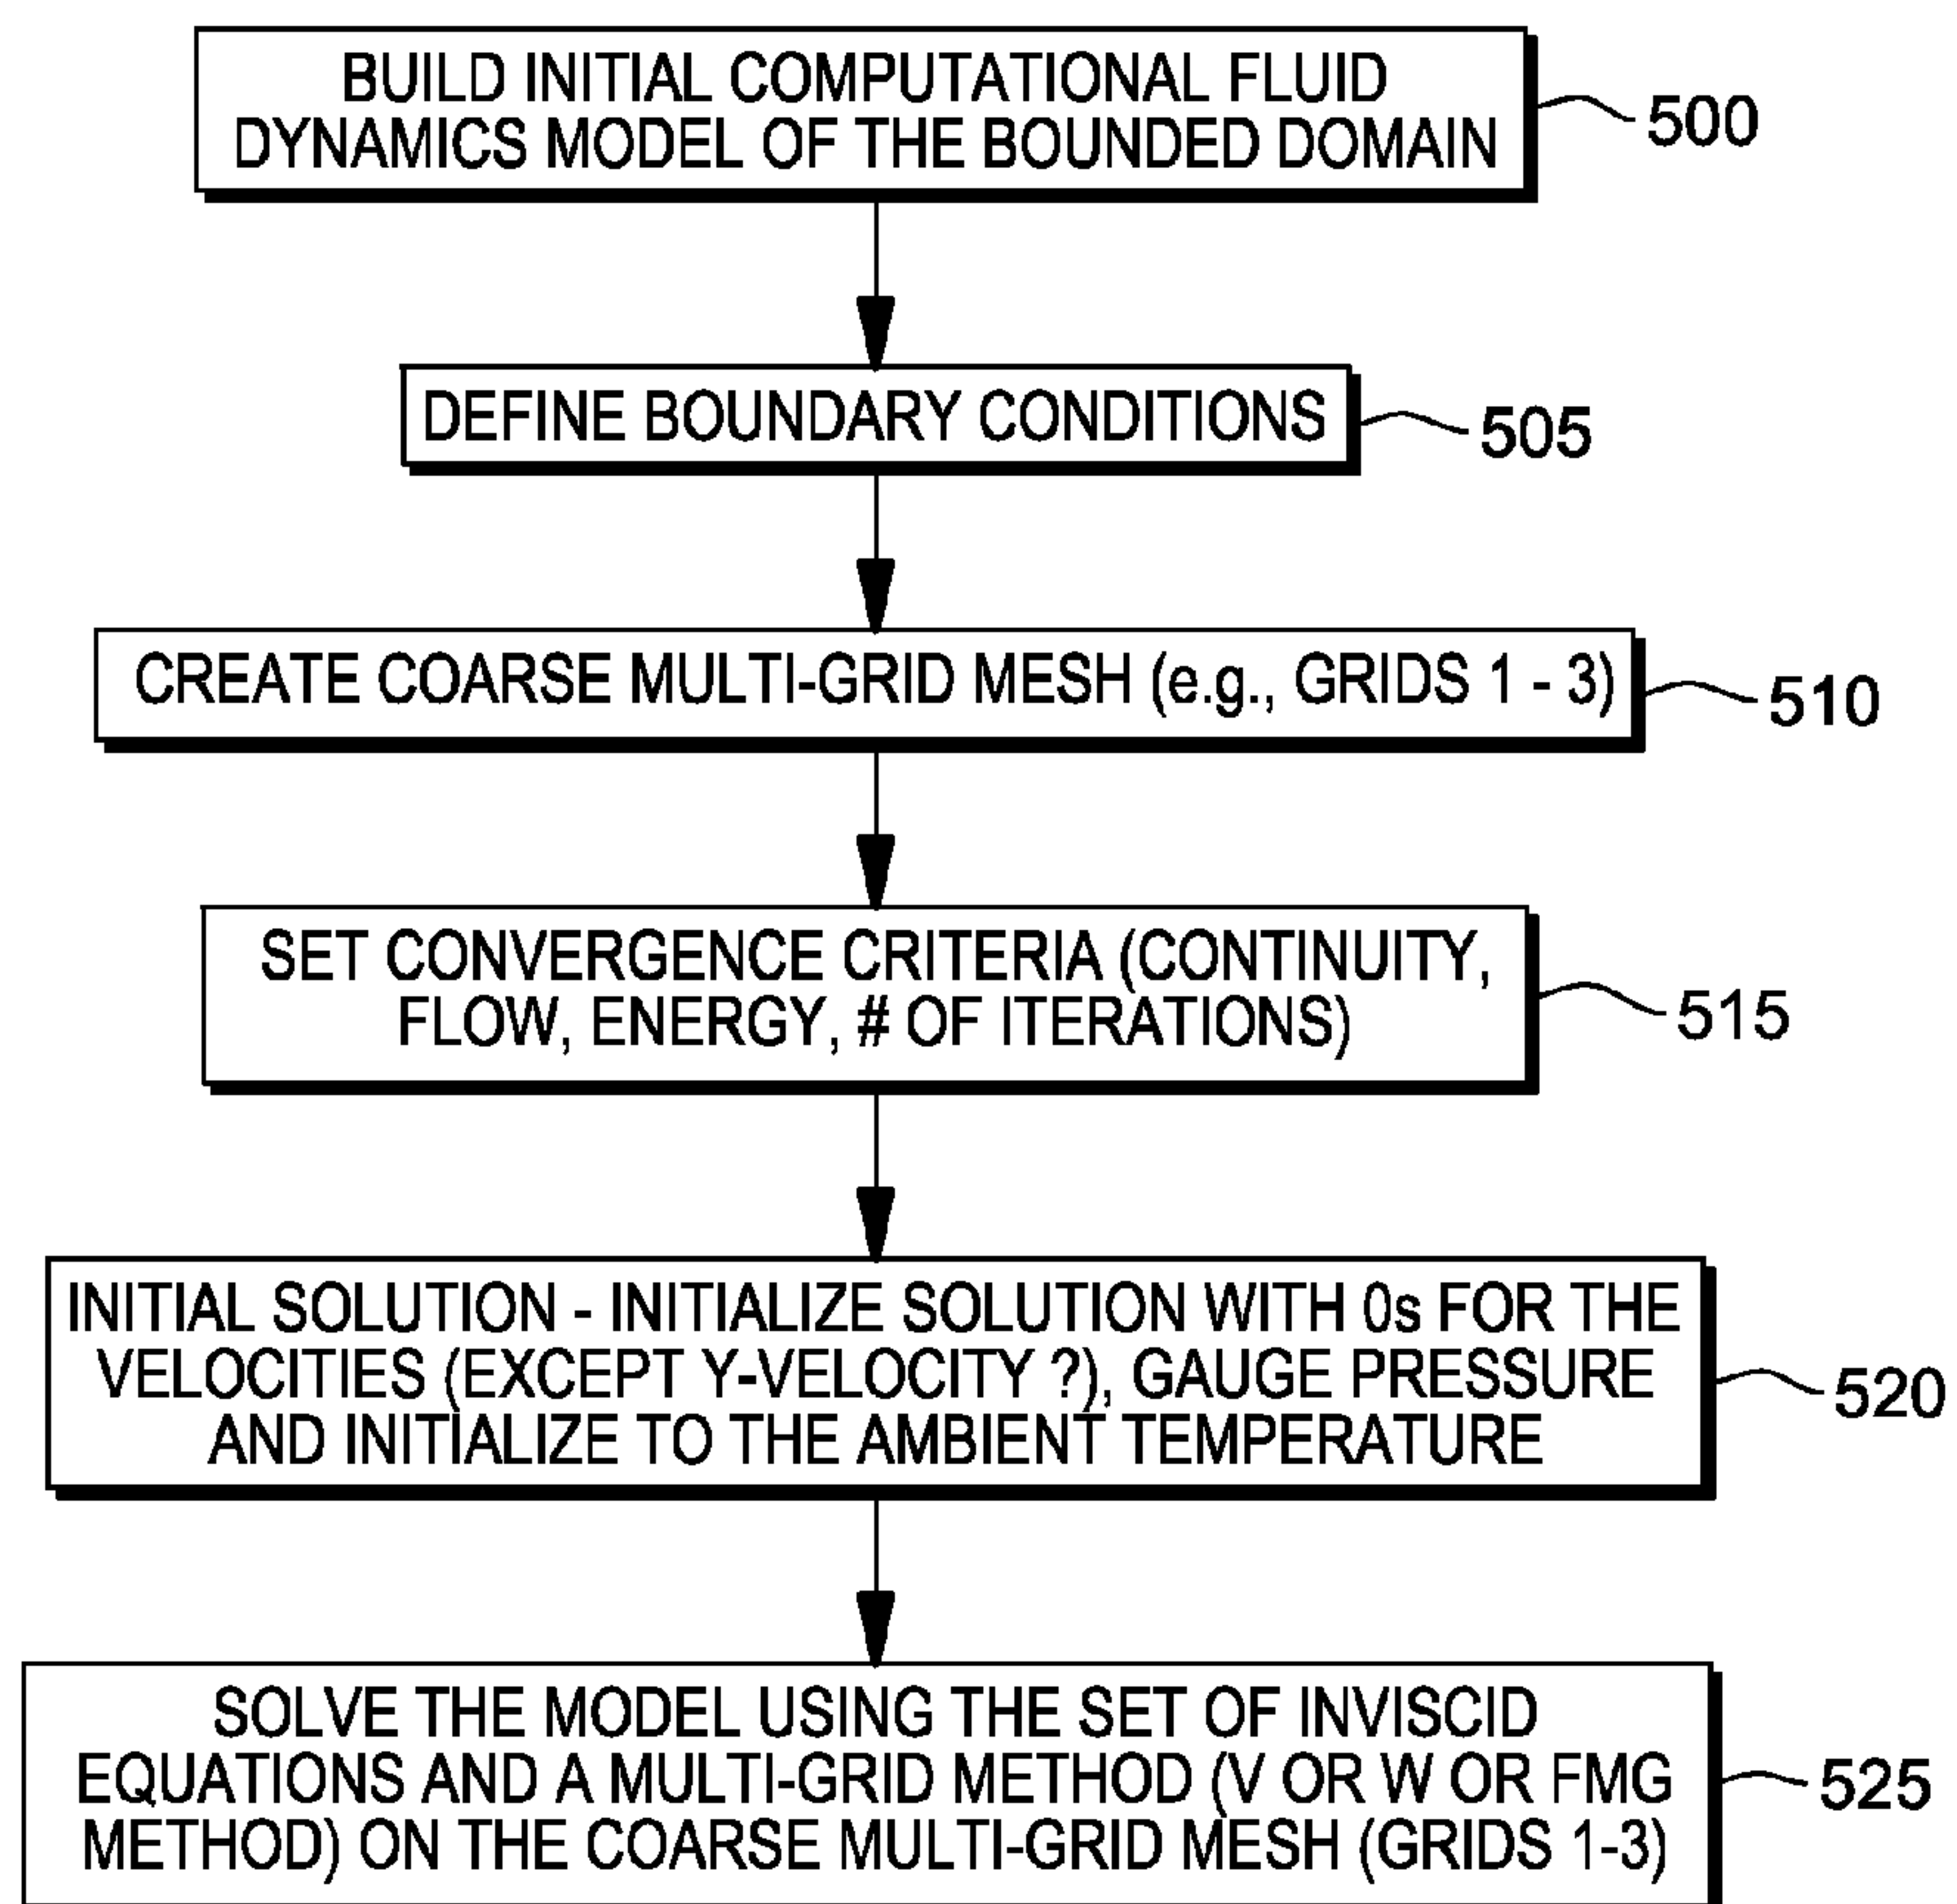 BUILD INITIAL COMPUTATIONAL FLUID
DYNAMICS MODEL OF THE BOUNDED DOMAIN
500
DEFINE BOUNDARY CONDITIONS
505
CREATE COARSE MULTI-GRID MESH (e.g., GRIDS 1 - 3)
510
SET CONVERGENCE CRITERIA (CONTINUITY,
FLOW, ENERGY, # OF ITERATIONS)
515
INITIAL SOLUTION - INITIALIZE SOLUTION WITH 0s FOR THE
VELOCITIES (EXCEPT Y-VELOCITY ?), GAUGE PRESSURE
AND INITIALIZE TO THE AMBIENT TEMPERATURE
520
SOLVE THE MODEL USING THE SET OF INVISCID
EQUATIONS AND A MULTI-GRID METHOD (V OR W OR FMG
METHOD) ON THE COARSE MULTI-GRID MESH (GRIDS 1-3)
525